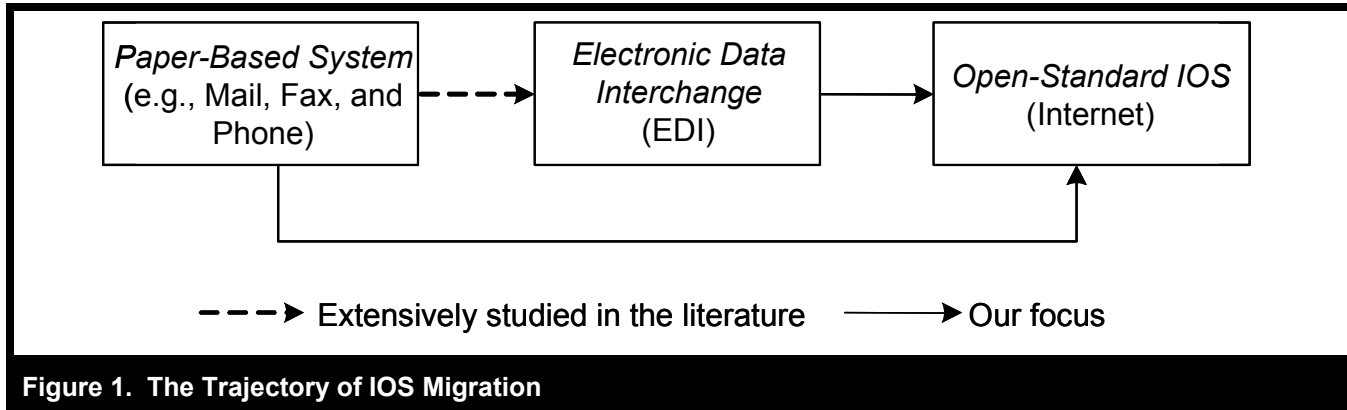 Paper-Based System
(e.g., Mail, Fax, and
Phone)
Electronic Data
Interchange
(EDI)
Open-Standard IOS
(Internet)
Extensively studied in the literature
Our focus
Figure 1. The Trajectory of IOS Migration